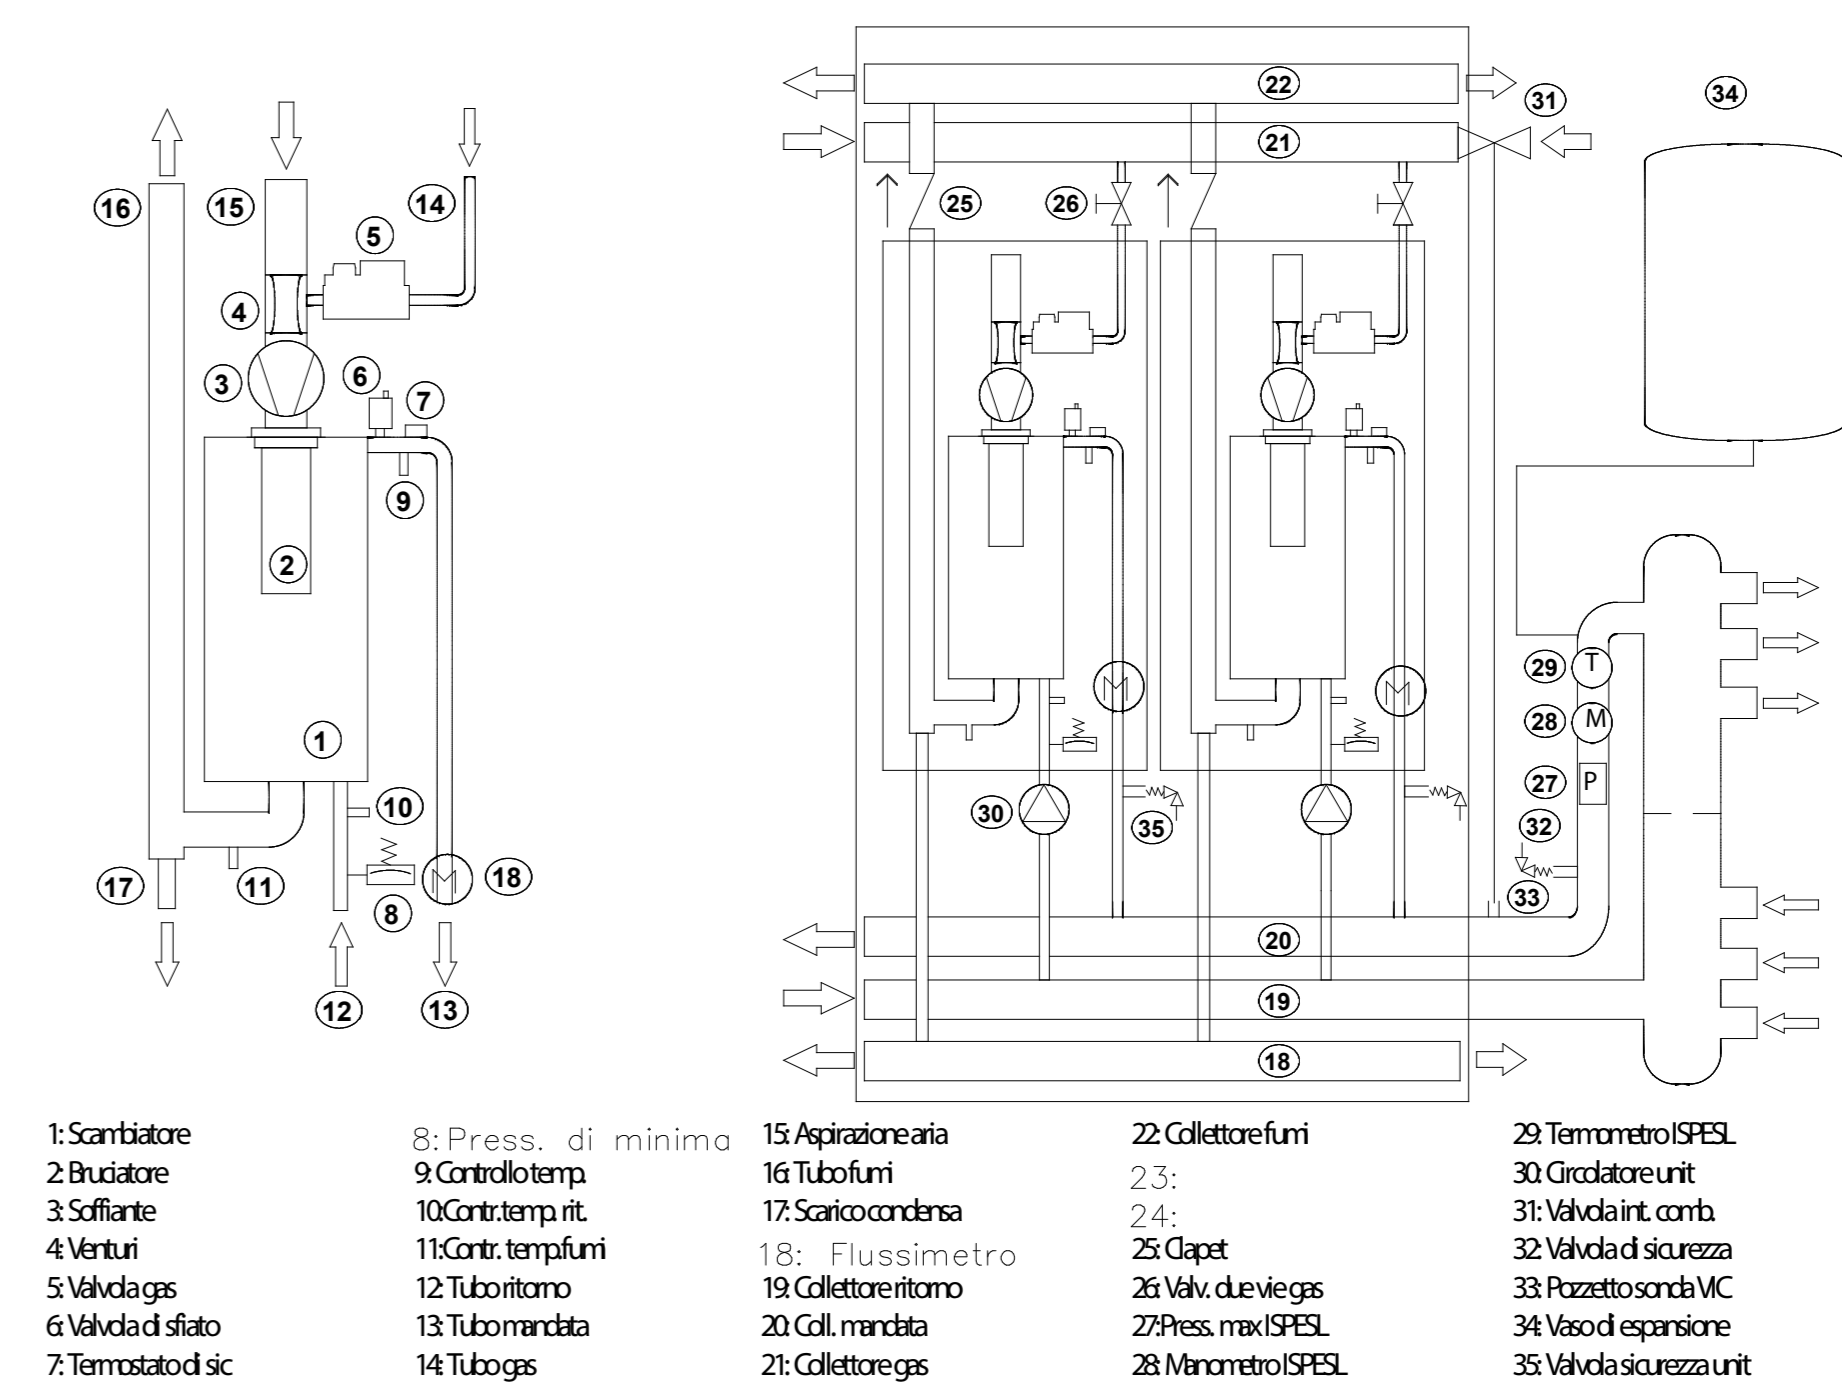 22
31
34
21
16
15
14
5
25
26
4
3
6
7
9
2
29
T
28
M
1
27
P
10
30
35
32
17
11
18
33
8
20
12
13
19
18
1: Scambiatore
2: Bruciatore
3: Soffiante
4: Venturi
5: Valvola gas
6: Valvola di sfiato
7: Termostato di sic
8: Press. di minima
9: Controllo temp.
10:Contr.temp. rit.
11:Contr. temp.fumi
12: Tubo ritorno
13: Tubo mandata
14: Tubo gas
15: Aspirazione aria
16: Tubo fumi
17: Scarico condensa
18: Flussimetro
19: Collettore ritorno
20: Coll. mandata
21: Collettore gas
22: Collettore fumi
23:
24:
25: Clapet
26: Valv. due vie gas
27:Press. max ISPESL
28: Manometro ISPESL
29: Termometro ISPESL
30: Circolatore unit
31: Valvola int. comb.
32: Valvola di sicurezza
33: Pozzetto sonda VIC
34: Vaso di espansione
35: Valvola sicurezza unit